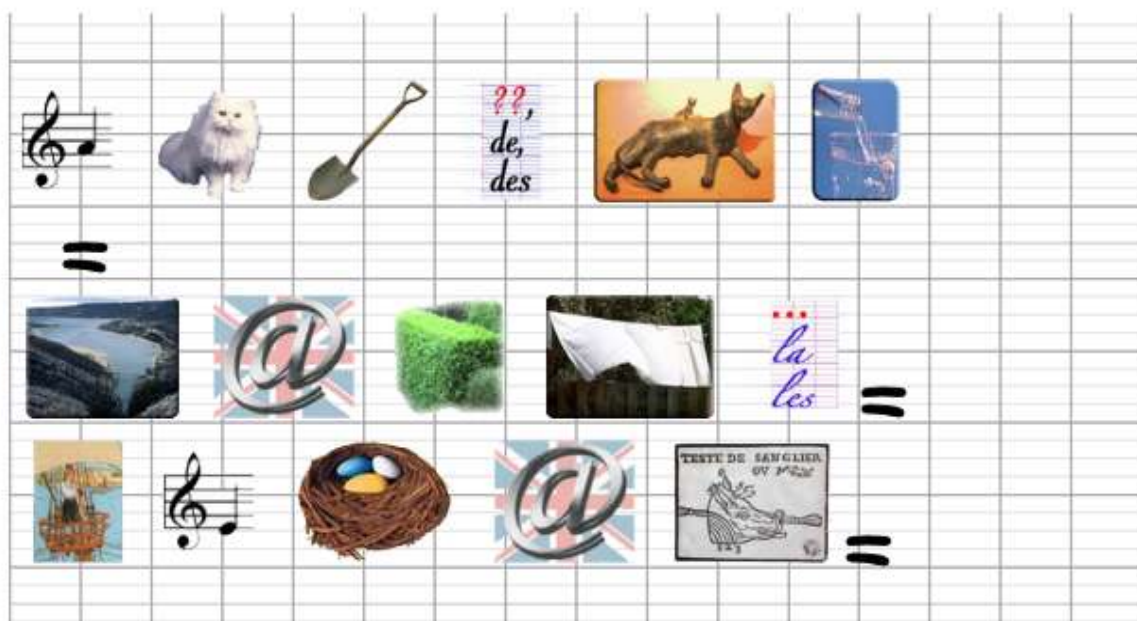 ??,
de,
des
=
@
...
la
les
=
@
TESTE DE SANGLIER
=